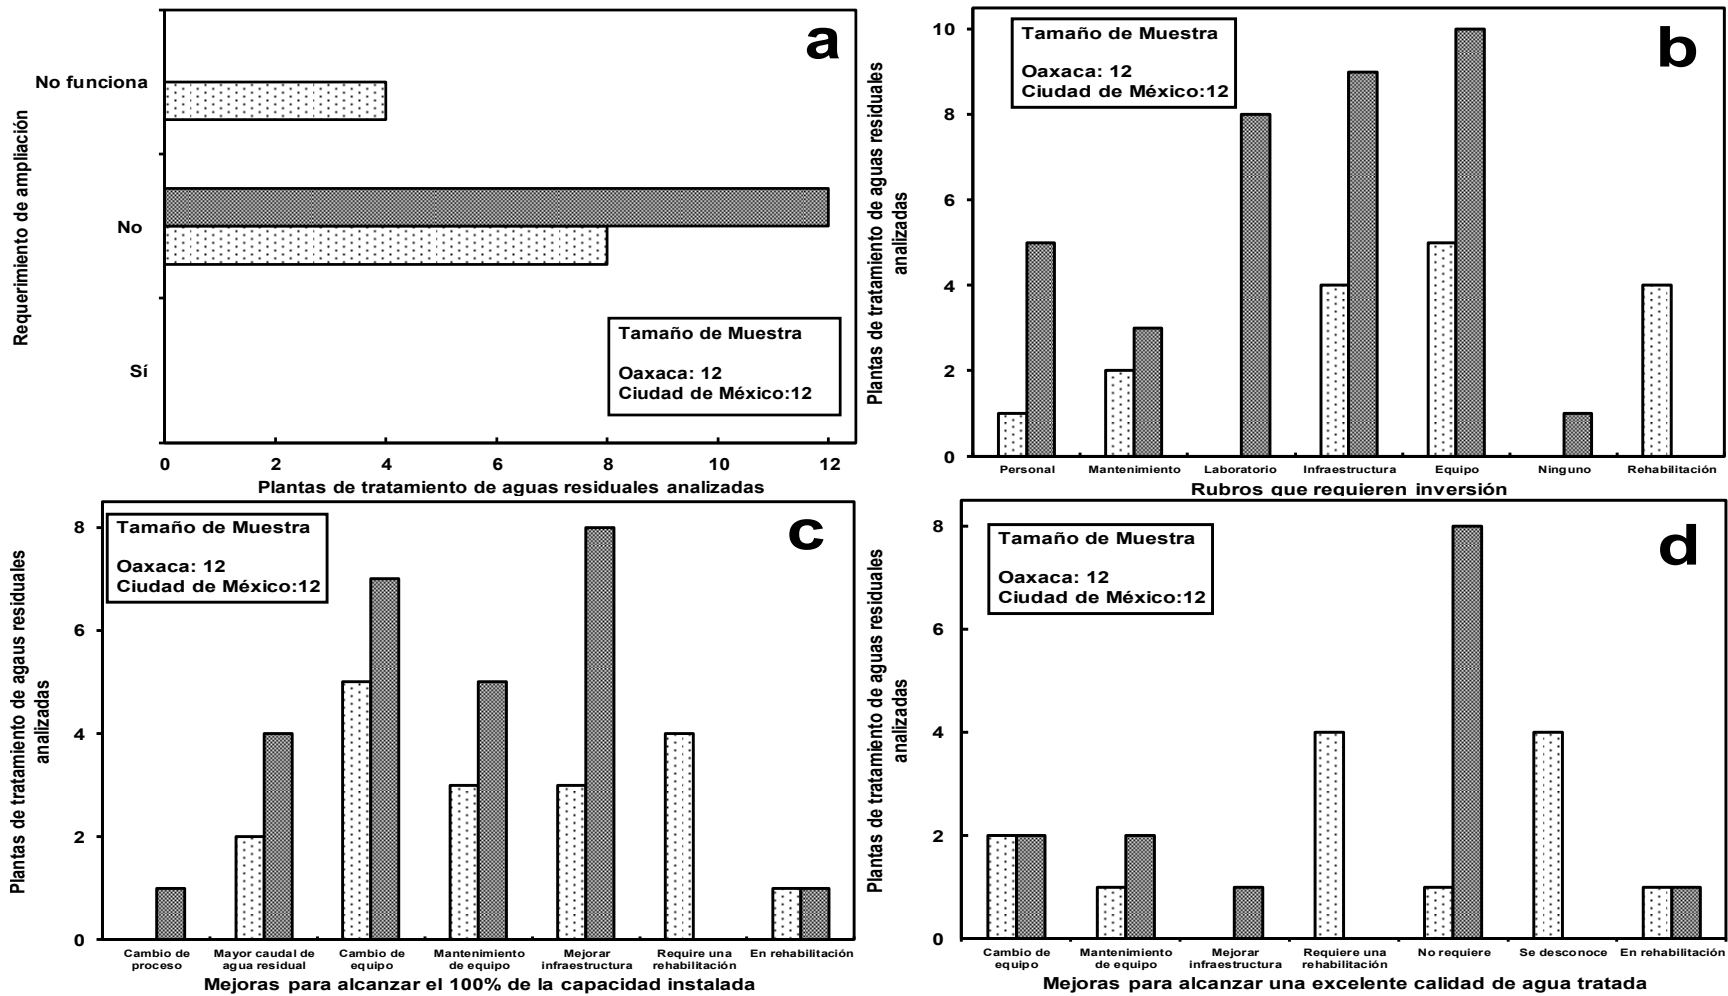 a
Requerimiento de ampliación
No funciona
No
Sí
Tamaño de Muestra
Oaxaca: 12
Ciudad de México:12
0 2 4 6 8 10 12
Plantas de tratamiento de aguas residuales analizadas
b
Plantas de tratamiento de aguas residuales
analizadas
Tamaño de Muestra
Oaxaca: 12
Ciudad de México:12
10
8
6
4
2
0
Personal Mantenimiento Laboratorio Infraestructura Equipo Ninguno Rehabilitación
Rubros que requieren inversión
c
Plantas de tratamiento de agaus residuales
analizadas
Tamaño de Muestra
Oaxaca: 12
Ciudad de México:12
8
6
4
2
0
Cambio de Mayor caudal de Cambio de Mantenimiento Mejorar Require una En rehabilitación
proceso agua residual equipo de equipo infraestructura rehabilitación
Mejoras para alcanzar el 100% de la capacidad instalada
d
Plantas de tratamiento de aguas residuales
analizadas
Tamaño de Muestra
Oaxaca: 12
Ciudad de México:12
8
6
4
2
0
Cambio de Mantenimiento Mejorar Requiere una No requiere Se desconoce En rehabilitación
equipo de equipo infraestructura rehabilitación
Mejoras para alcanzar una excelente calidad de agua tratada